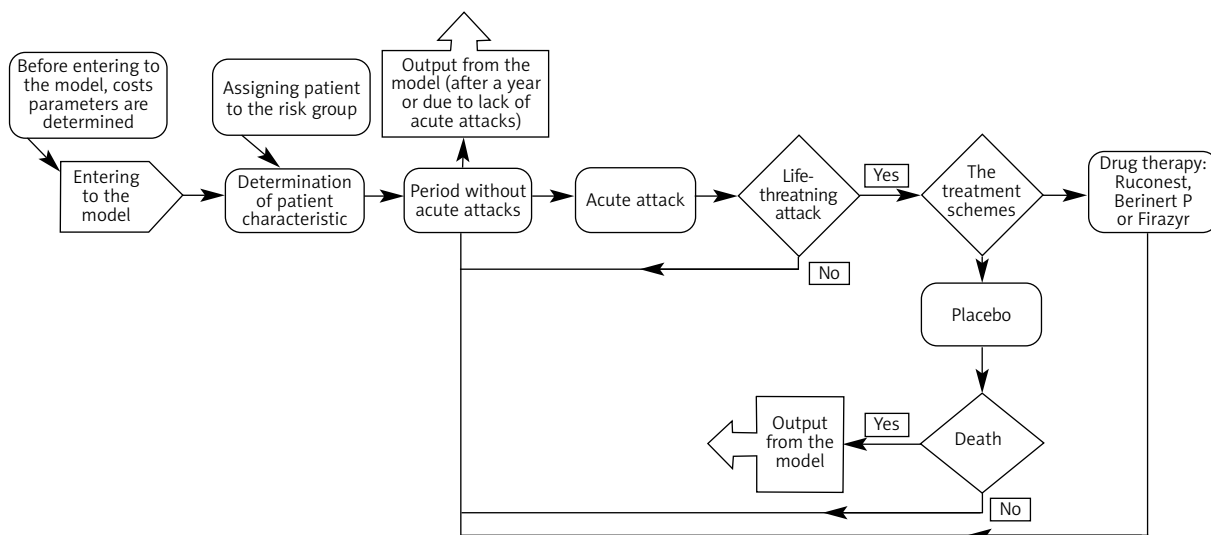 Before entering to
the model, costs
parameters are
determined
Assigning patient
to the risk group
Output from the
model (after a year
or due to lack of
acute attacks)
Entering
to the
model
Determination
of patient
characteristic
Period without
acute attacks
Acute attack
Life-
threatning
attack
Yes
No
The
treatment
schemes
Drug therapy:
Ruconest,
Berinert P
or Firazyr
Placebo
Death
Yes
No
Output
from the
model